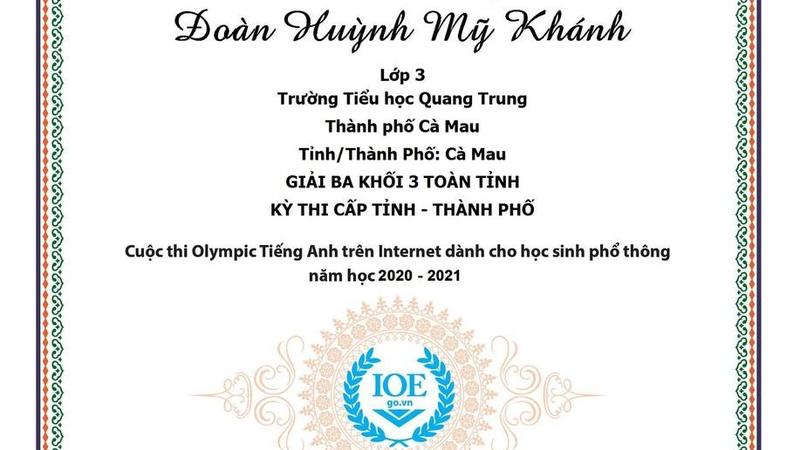 Đoàn Huỳnh Mỹ Khánh
Lớp 3
Trường Tiểu học Quang Trung
Thành phố Cà Mau
Tỉnh/Thành Phố: Cà Mau
GIẢI BA KHỐI 3 TOÀN TỈNH
KỲ THI CẤP TỈNH - THÀNH PHỐ
Cuộc thi Olympic Tiếng Anh trên Internet dành cho học sinh phổ thông
năm học 2020 - 2021
IOE
go.vn